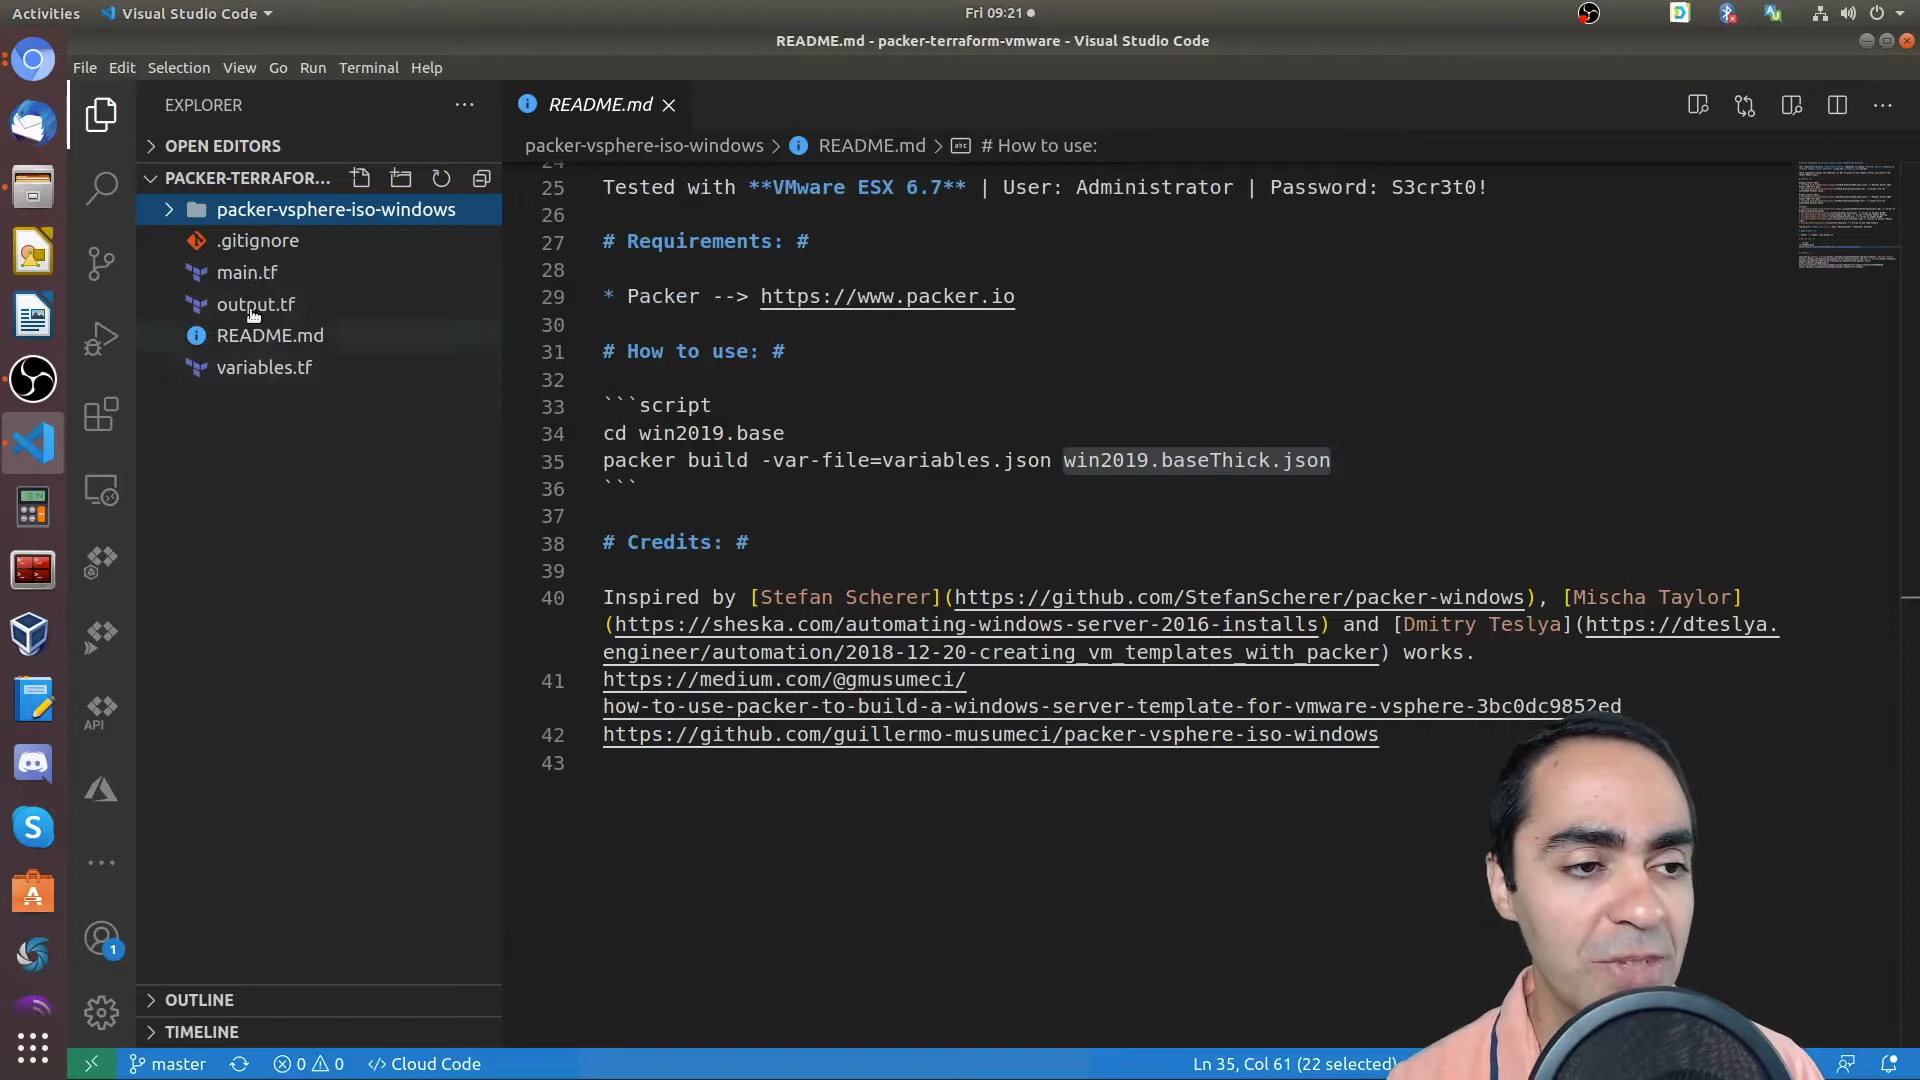 Activities
Visual Studio Code
Fri 09:21
README.md - packer-terraform-vmware - Visual Studio Code
File Edit Selection View Go Run Terminal Help
EXPLORER
OPEN EDITORS
PACKER-TERRAFOR...
packer-vsphere-iso-windows
.gitignore
main.tf
output.tf
README.md
variables.tf
OUTLINE
TIMELINE
README.md
packer-vsphere-iso-windows > README.md > # How to use:
24
25 Tested with **VMware ESX 6.7** | User: Administrator | Password: S3cr3t0!
26
27 # Requirements: #
28
29 * Packer --> https://www.packer.io
30
31 # How to use: #
32
33 ```script
34 cd win2019.base
35 packer build -var-file=variables.json win2019.baseThick.json
36 ```
37
38 # Credits: #
39
40 Inspired by [Stefan Scherer](https://github.com/StefanScherer/packer-windows), [Mischa Taylor]
(https://sheska.com/automating-windows-server-2016-installs) and [Dmitry Teslya](https://dteslya.
engineer/automation/2018-12-20-creating_vm_templates_with_packer) works.
41 https://medium.com/@gmusumeci/
how-to-use-packer-to-build-a-windows-server-template-for-vmware-vsphere-3bc0dc9852ed
42 https://github.com/guillermo-musumeci/packer-vsphere-iso-windows
43
API
1
master
0 0
Cloud Code
Ln 35, Col 61 (22 selected)